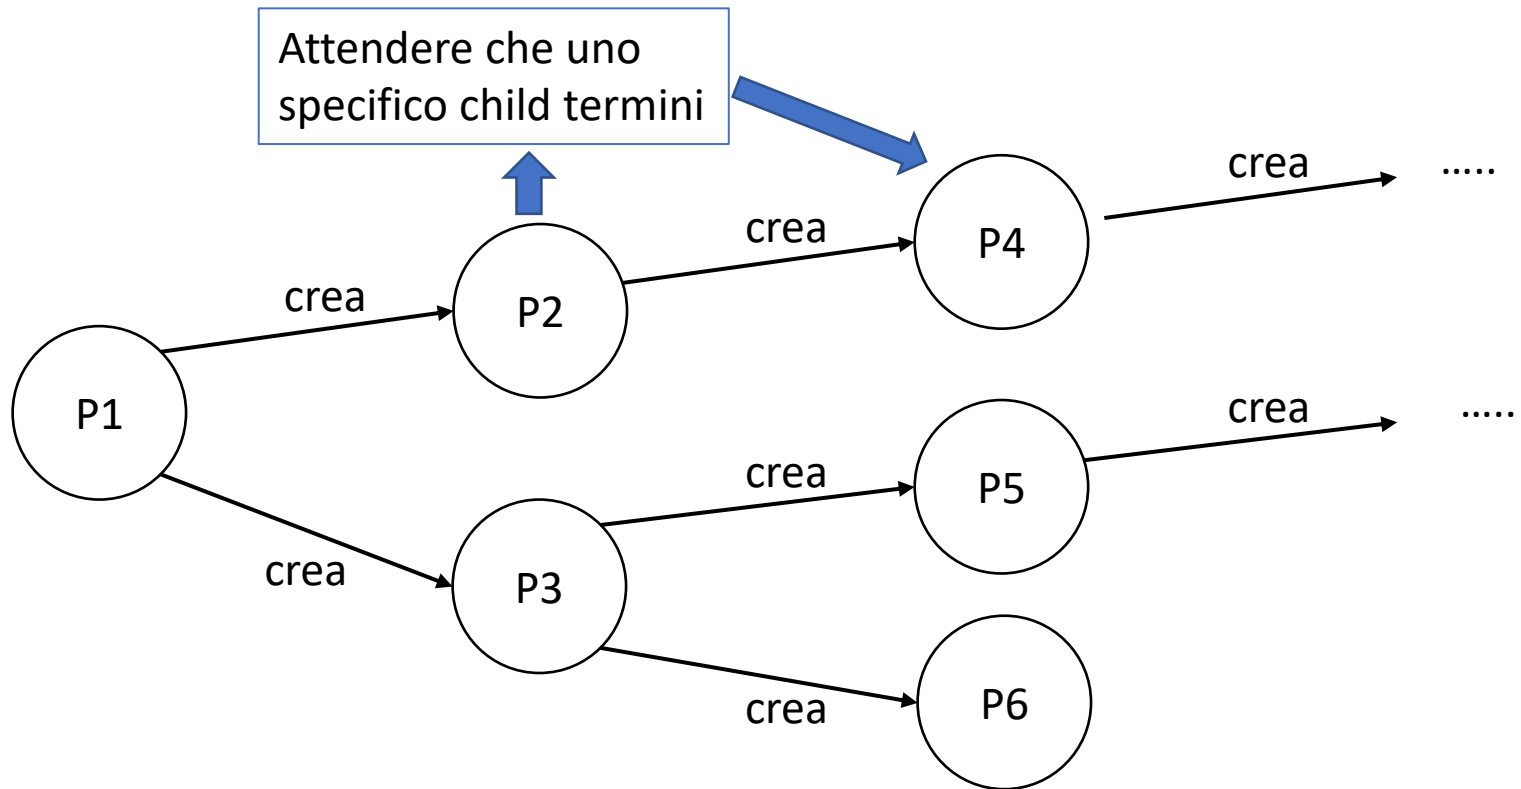 Attendere che uno
specifico child termini
crea
…..
crea
P4
crea
P2
P1
crea
…..
crea
P5
crea
P3
crea
P6